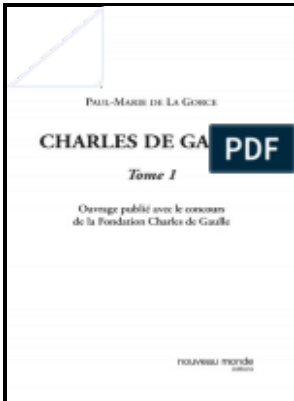 PAUL-MARIE DE LA GORCE
CHARLES DE GA
PDF
Tome 1
Ouvrage publié avec le concours
de la Fondation Charles de Gaulle
nouveau monde
éditions